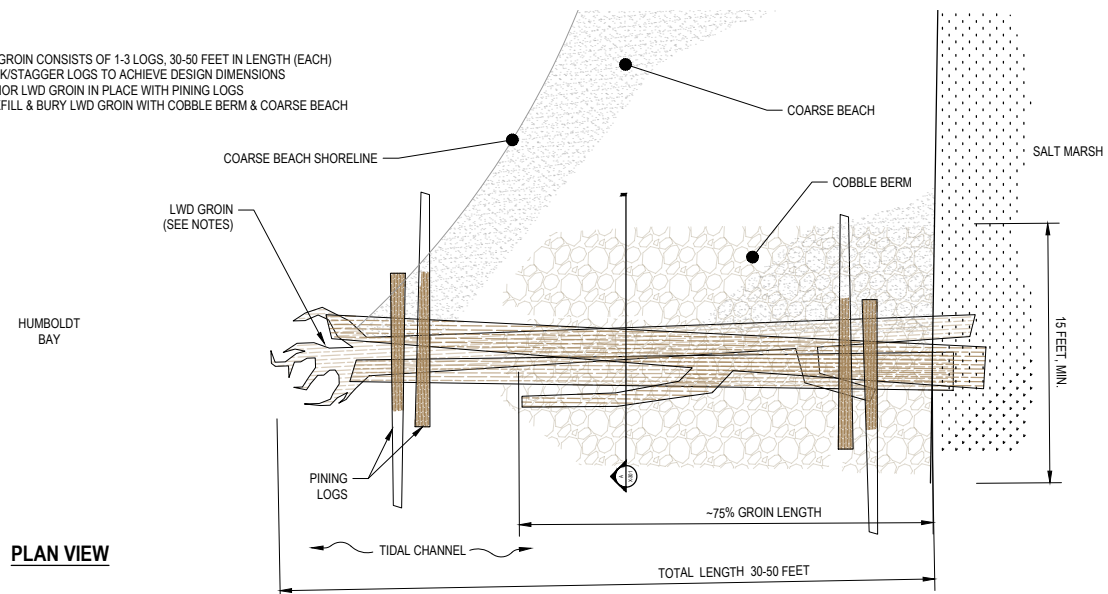 GROIN CONSISTS OF 1-3 LOGS, 30-50 FEET IN LENGTH (EACH)
K/STAGGER LOGS TO ACHIEVE DESIGN DIMENSIONS
HOR LWD GROIN IN PLACE WITH PINING LOGS
FILL & BURY LWD GROIN WITH COBBLE BERM & COARSE BEACH
COARSE BEACH
COARSE BEACH SHORELINE
SALT MARSH
COBBLE BERM
LWD GROIN
(SEE NOTES)
HUMBOLDT
BAY
15 FEET, MIN.
PINING
LOGS
~75% GROIN LENGTH
TIDAL CHANNEL
PLAN VIEW
TOTAL LENGTH 30-50 FEET